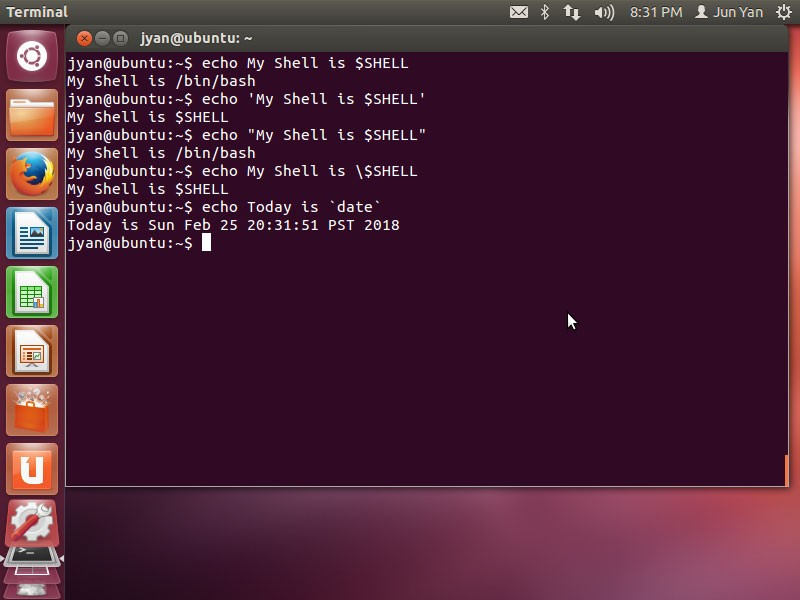 Terminal
8:31 PM Jun Yan
jyan@ubuntu: ~
jyan@ubuntu:~$ echo My Shell is $SHELL
My Shell is /bin/bash
jyan@ubuntu:~$ echo 'My Shell is $SHELL'
My Shell is $SHELL
jyan@ubuntu:~$ echo "My Shell is $SHELL"
My Shell is /bin/bash
jyan@ubuntu:~$ echo My Shell is \$SHELL
My Shell is $SHELL
jyan@ubuntu:~$ echo Today is `date`
Today is Sun Feb 25 20:31:51 PST 2018
jyan@ubuntu:~$